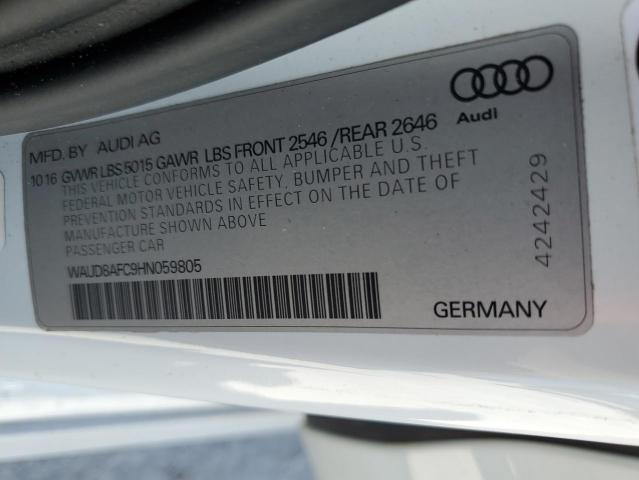 Audi
MFD. BY AUDI AG
10 16 GVWR LBS 5015 GAWR LBS FRONT 2546 /REAR 2646
THIS VEHICLE CONFORMS TO ALL APPLICABLE U.S.
FEDERAL MOTOR VEHICLE SAFETY, BUMPER AND THEFT
PREVENTION STANDARDS IN EFFECT ON THE DATE OF
MANUFACTURE SHOWN ABOVE
PASSENGER CAR
WAUD8AFC9HN059805
GERMANY
4242429